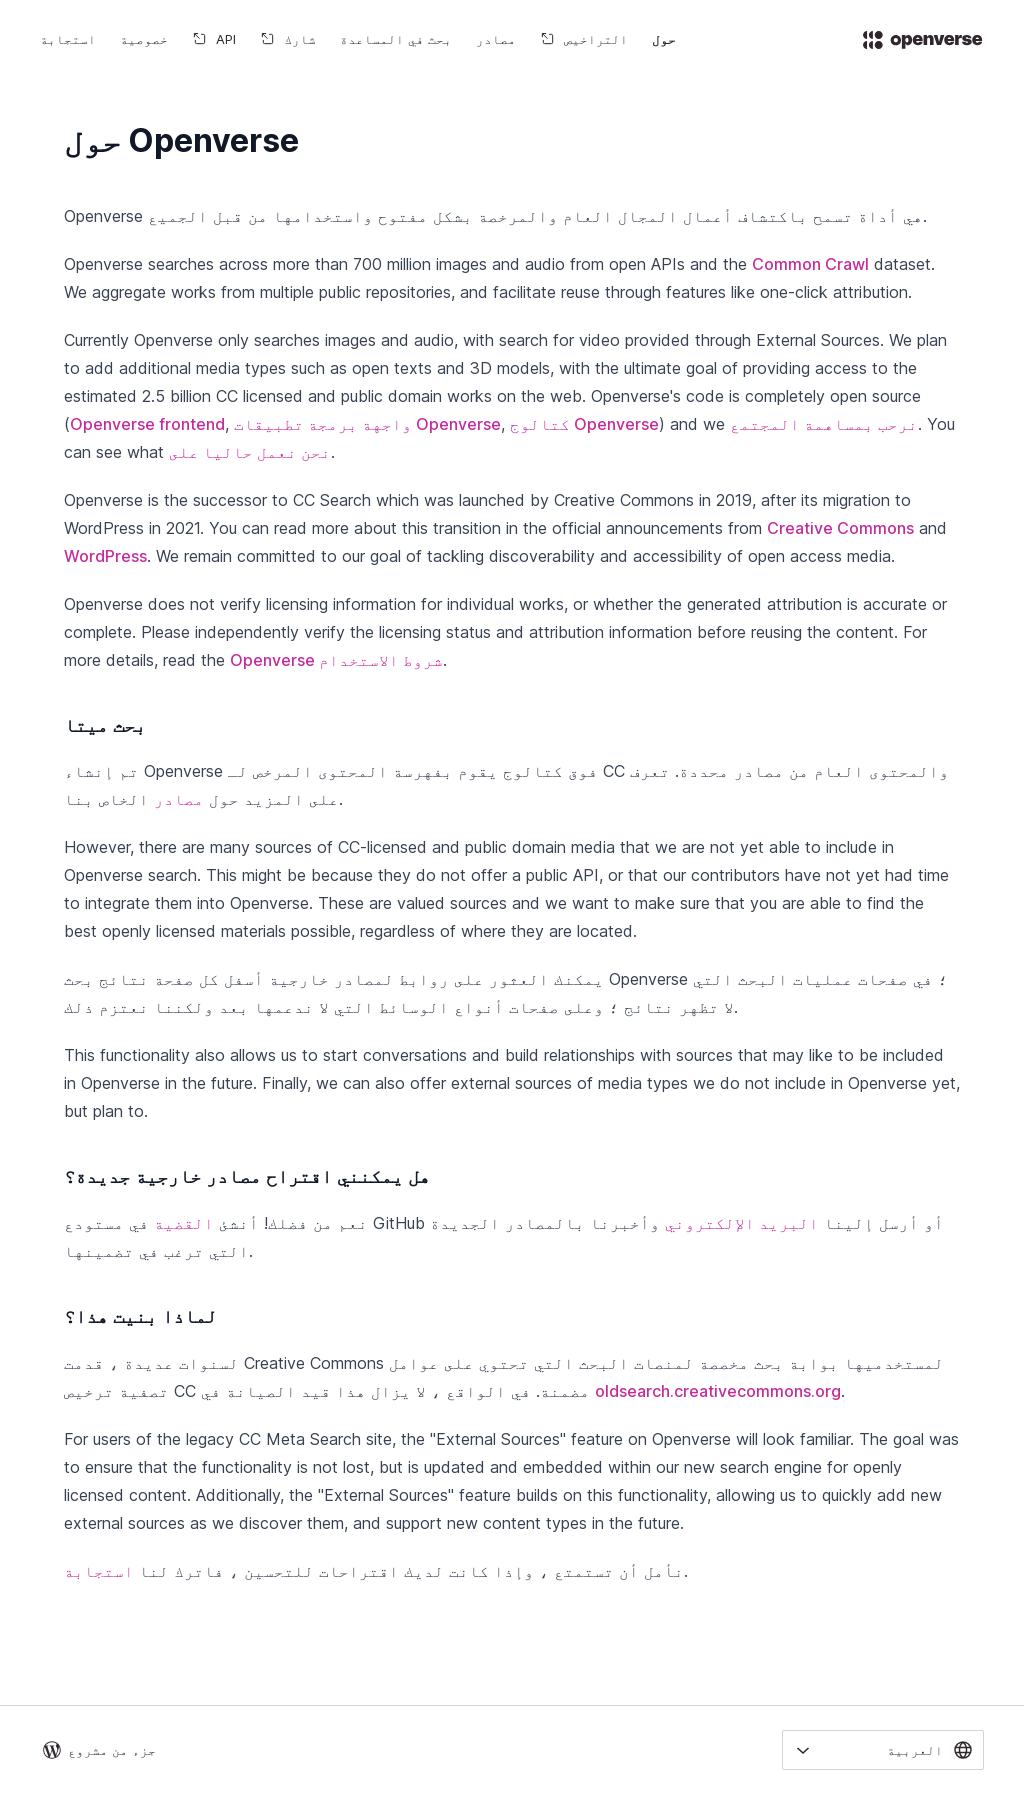 openverse
حول
التراخيص
مصادر
بحث في المساعدة
شارك
API
خصوصية
استجابة
حول Openverse
Openverse هي أداة تسمح باكتشاف أعمال المجال العام والمرخصة بشكل مفتوح واستخدامها من قبل الجميع.
Openverse searches across more than 700 million images and audio from open APIs and the Common Crawl dataset.
We aggregate works from multiple public repositories, and facilitate reuse through features like one-click attribution.
Currently Openverse only searches images and audio, with search for video provided through External Sources. We plan
to add additional media types such as open texts and 3D models, with the ultimate goal of providing access to the
estimated 2.5 billion CC licensed and public domain works on the web. Openverse's code is completely open source
(Openverse frontend, واجهة برمجة تطبيقات Openverse, كتالوج Openverse) and we نرحب بمساهمة المجتمع. You
can see what نحن نعمل حاليا على.
Openverse is the successor to CC Search which was launched by Creative Commons in 2019, after its migration to
WordPress in 2021. You can read more about this transition in the official announcements from Creative Commons and
WordPress. We remain committed to our goal of tackling discoverability and accessibility of open access media.
Openverse does not verify licensing information for individual works, or whether the generated attribution is accurate or
complete. Please independently verify the licensing status and attribution information before reusing the content. For
more details, read the Openverse شروط الاستخدام.
بحث ميتا
تم إنشاء Openverse فوق كتالوج يقوم بفهرسة المحتوى المرخص لـ CC والمحتوى العام من مصادر محددة. تعرف
على المزيد حول مصادر الخاص بنا.
However, there are many sources of CC-licensed and public domain media that we are not yet able to include in
Openverse search. This might be because they do not offer a public API, or that our contributors have not yet had time
to integrate them into Openverse. These are valued sources and we want to make sure that you are able to find the
best openly licensed materials possible, regardless of where they are located.
يمكنك العثور على روابط لمصادر خارجية أسفل كل صفحة نتائج بحث Openverse ؛ في صفحات عمليات البحث التي
لا تظهر نتائج ؛ وعلى صفحات أنواع الوسائط التي لا ندعمها بعد ولكننا نعتزم ذلك.
This functionality also allows us to start conversations and build relationships with sources that may like to be included
in Openverse in the future. Finally, we can also offer external sources of media types we do not include in Openverse yet,
but plan to.
هل يمكنني اقتراح مصادر خارجية جديدة؟
نعم من فضلك! أنشئ القضية في مستودع GitHub أو أرسل إلينا البريد الإلكتروني وأخبرنا بالمصادر الجديدة
التي ترغب في تضمينها.
لماذا بنيت هذا؟
لسنوات عديدة ، قدمت Creative Commons لمستخدميها بوابة بحث مخصصة لمنصات البحث التي تحتوي على عوامل
تصفية ترخيص CC مضمنة. في الواقع ، لا يزال هذا قيد الصيانة في oldsearch.creativecommons.org.
For users of the legacy CC Meta Search site, the "External Sources" feature on Openverse will look familiar. The goal was
to ensure that the functionality is not lost, but is updated and embedded within our new search engine for openly
licensed content. Additionally, the "External Sources" feature builds on this functionality, allowing us to quickly add new
external sources as we discover them, and support new content types in the future.
نأمل أن تستمتع ، وإذا كانت لديك اقتراحات للتحسين ، فاترك لنا استجابة.
العربية
جزء من مشروع